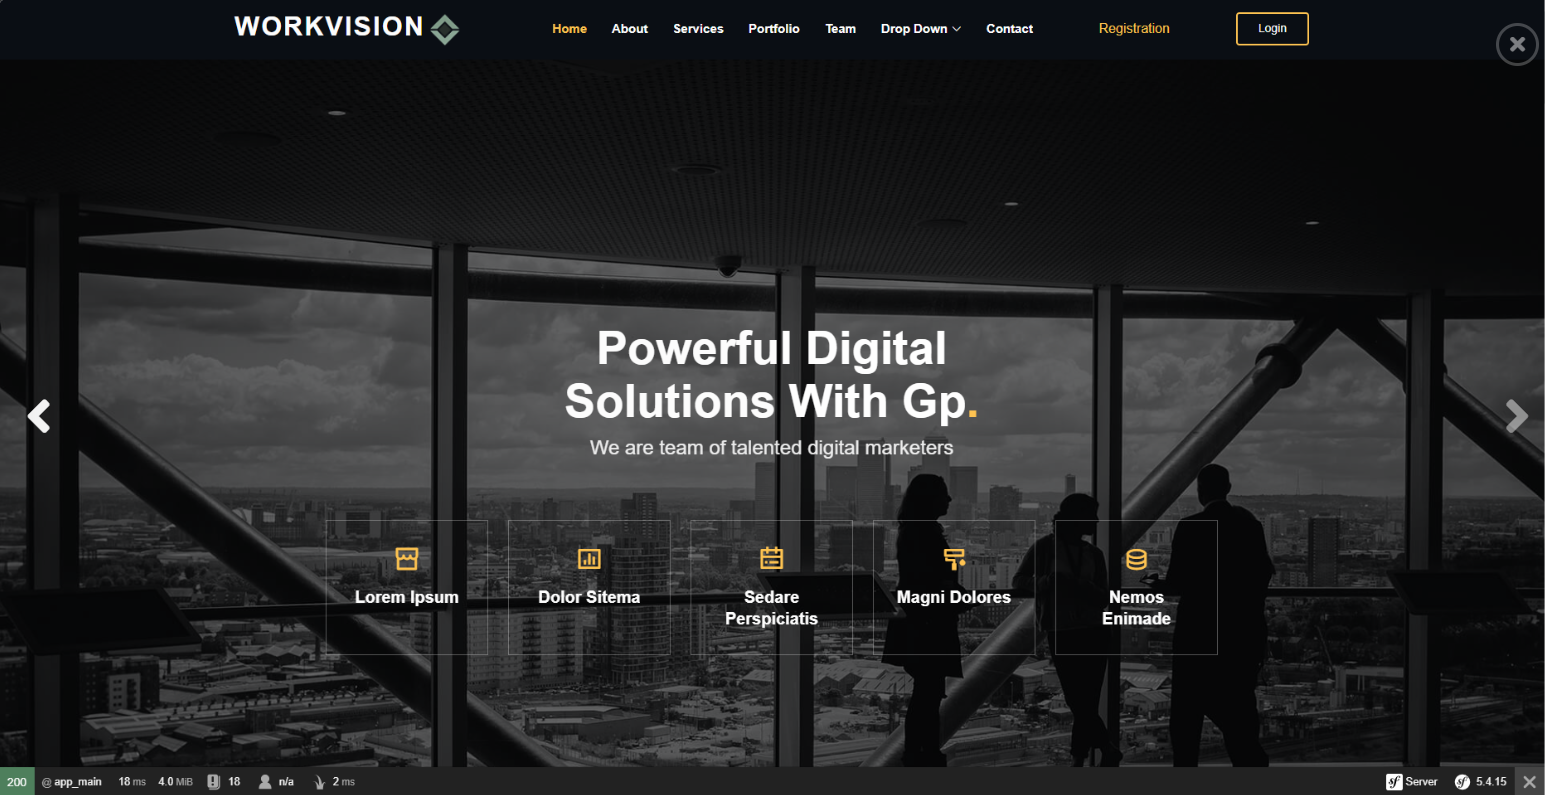 WORKVISION
Home About Services Portfolio Team Drop Down Contact Registration Login
Powerful Digital
Solutions With Gp.
We are team of talented digital marketers
Lorem Ipsum
Dolor Sitema
Sedare
Perspiciatis
Magni Dolores
Nemos
Enimade
200 @ app_main 18 ms 4.0 MiB 18 n/a 2 ms sf Server sf 5.4.15